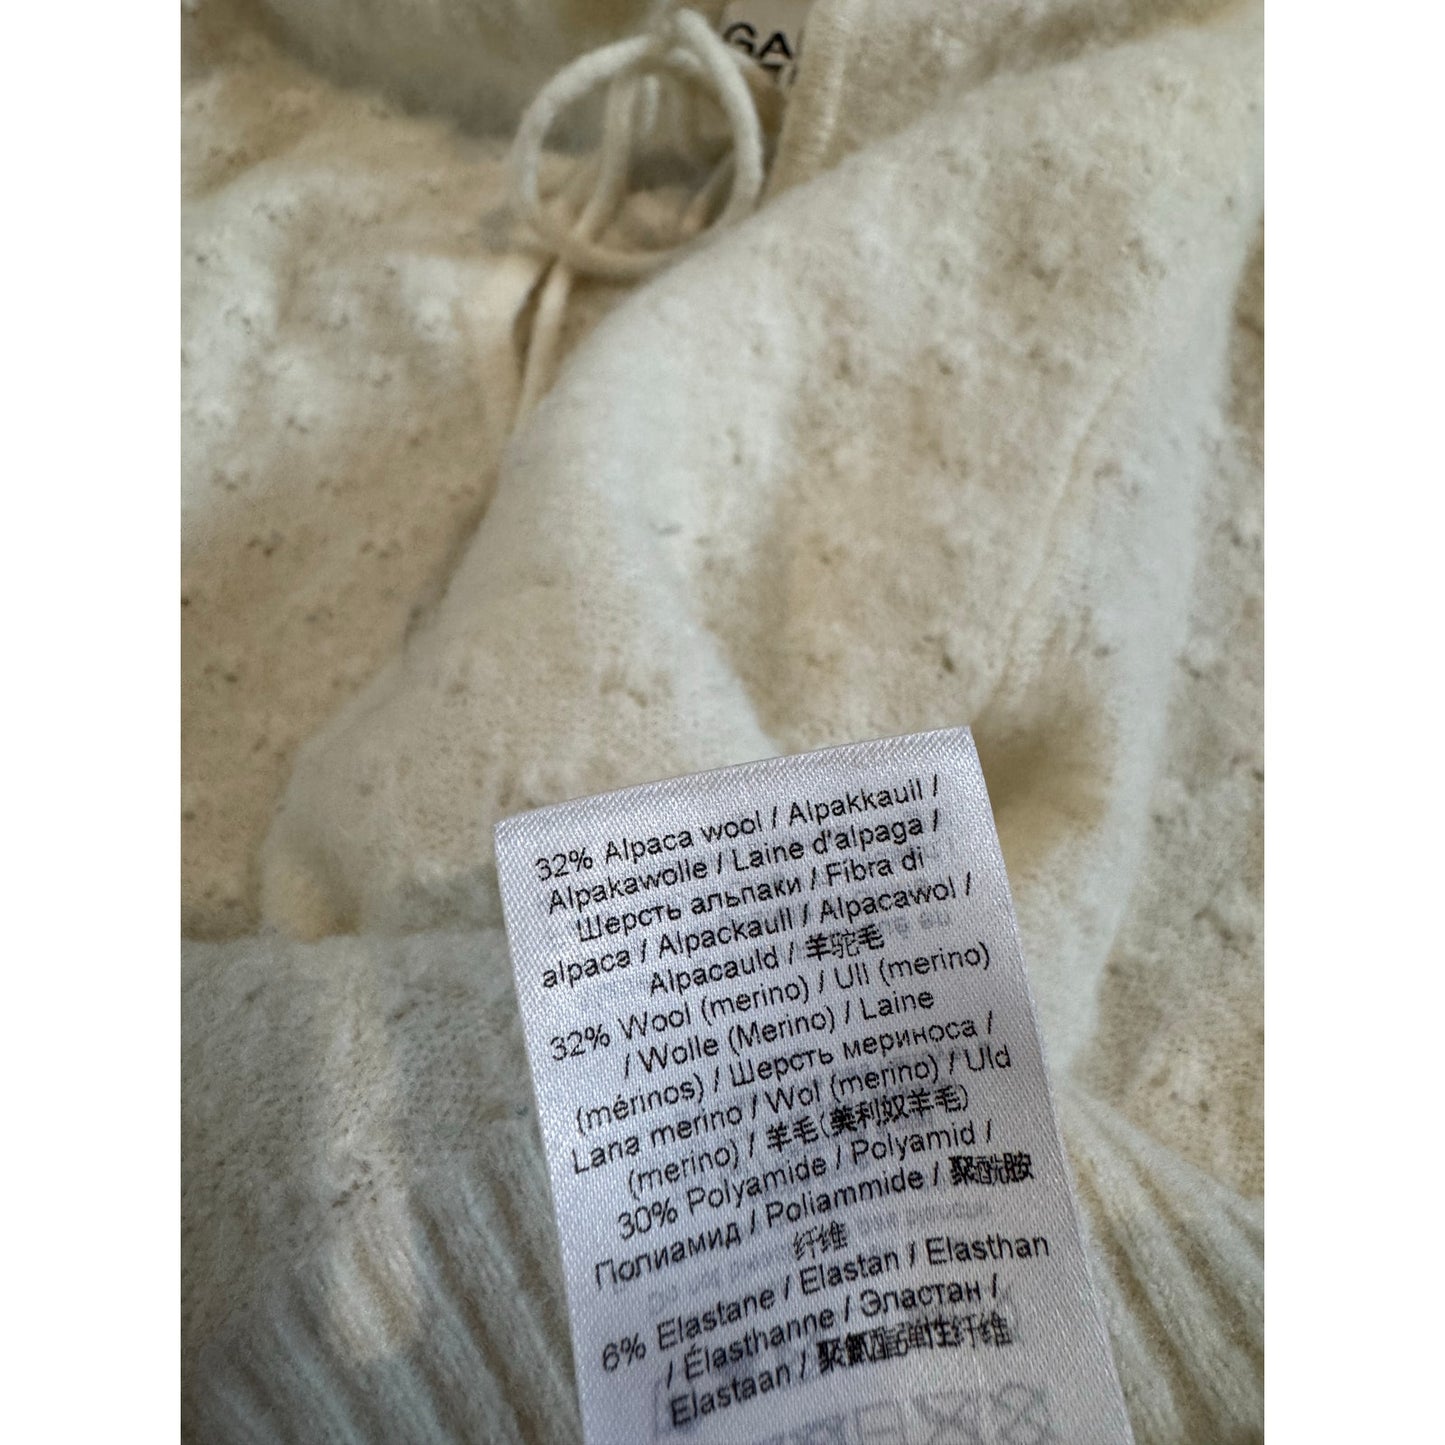 GA
32% Alpaca wool / Alpakkauil /
Alpakawolle / Laine d'alpaga /
Шерсть альпаки / Fibra di
alpaca / Alpackaull / Alpacawol /
Alpacauld / 羊驼毛
32% Wool (merino) / Ull (merino)
/ Wolle (Merino) / Laine
(mérinos) / Шерсть мериноса /
Lana merino / Wol (merino) / Uld
(merino) / 羊毛(美利奴羊毛)
30% Polyamide / Polyamid /
Полиамид / Poliammide / 聚酰胺
纤维
6% Elastane / Elastan / Elasthan
/ Élasthanne / Эластан /
Elastaan / 聚氨酯弹性纤维